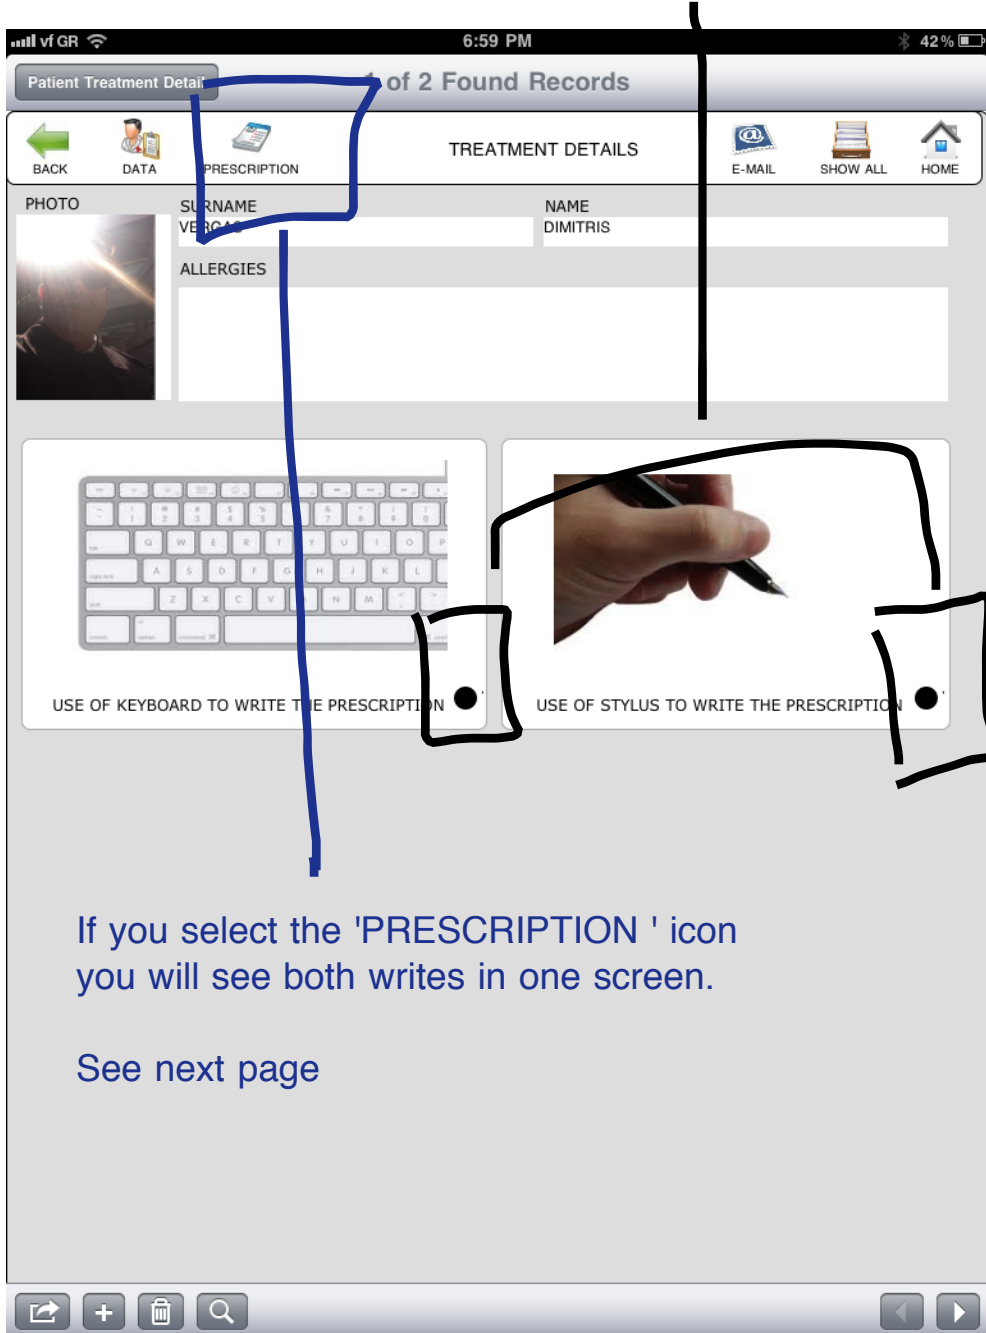 vf GR 6:59 PM 42%
Patient Treatment Detail 1 of 2 Found Records
BACK DATA PRESCRIPTION TREATMENT DETAILS E-MAIL SHOW ALL HOME
PHOTO SURNAME NAME
VERGAS DIMITRIS
ALLERGIES
USE OF KEYBOARD TO WRITE THE PRESCRIPTION USE OF STYLUS TO WRITE THE PRESCRIPTION
If you select the 'PRESCRIPTION ' icon
you will see both writes in one screen.
See next page